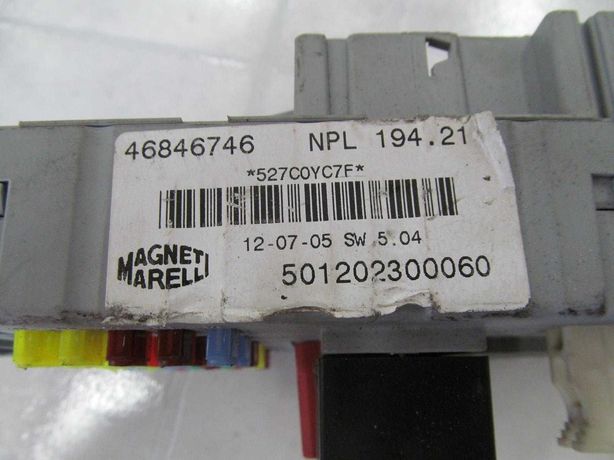 46846746 NPL 194.21
*527C0YC7F*
12-07-05 SW 5.04
MAGNETI
MARELLI
501202300060